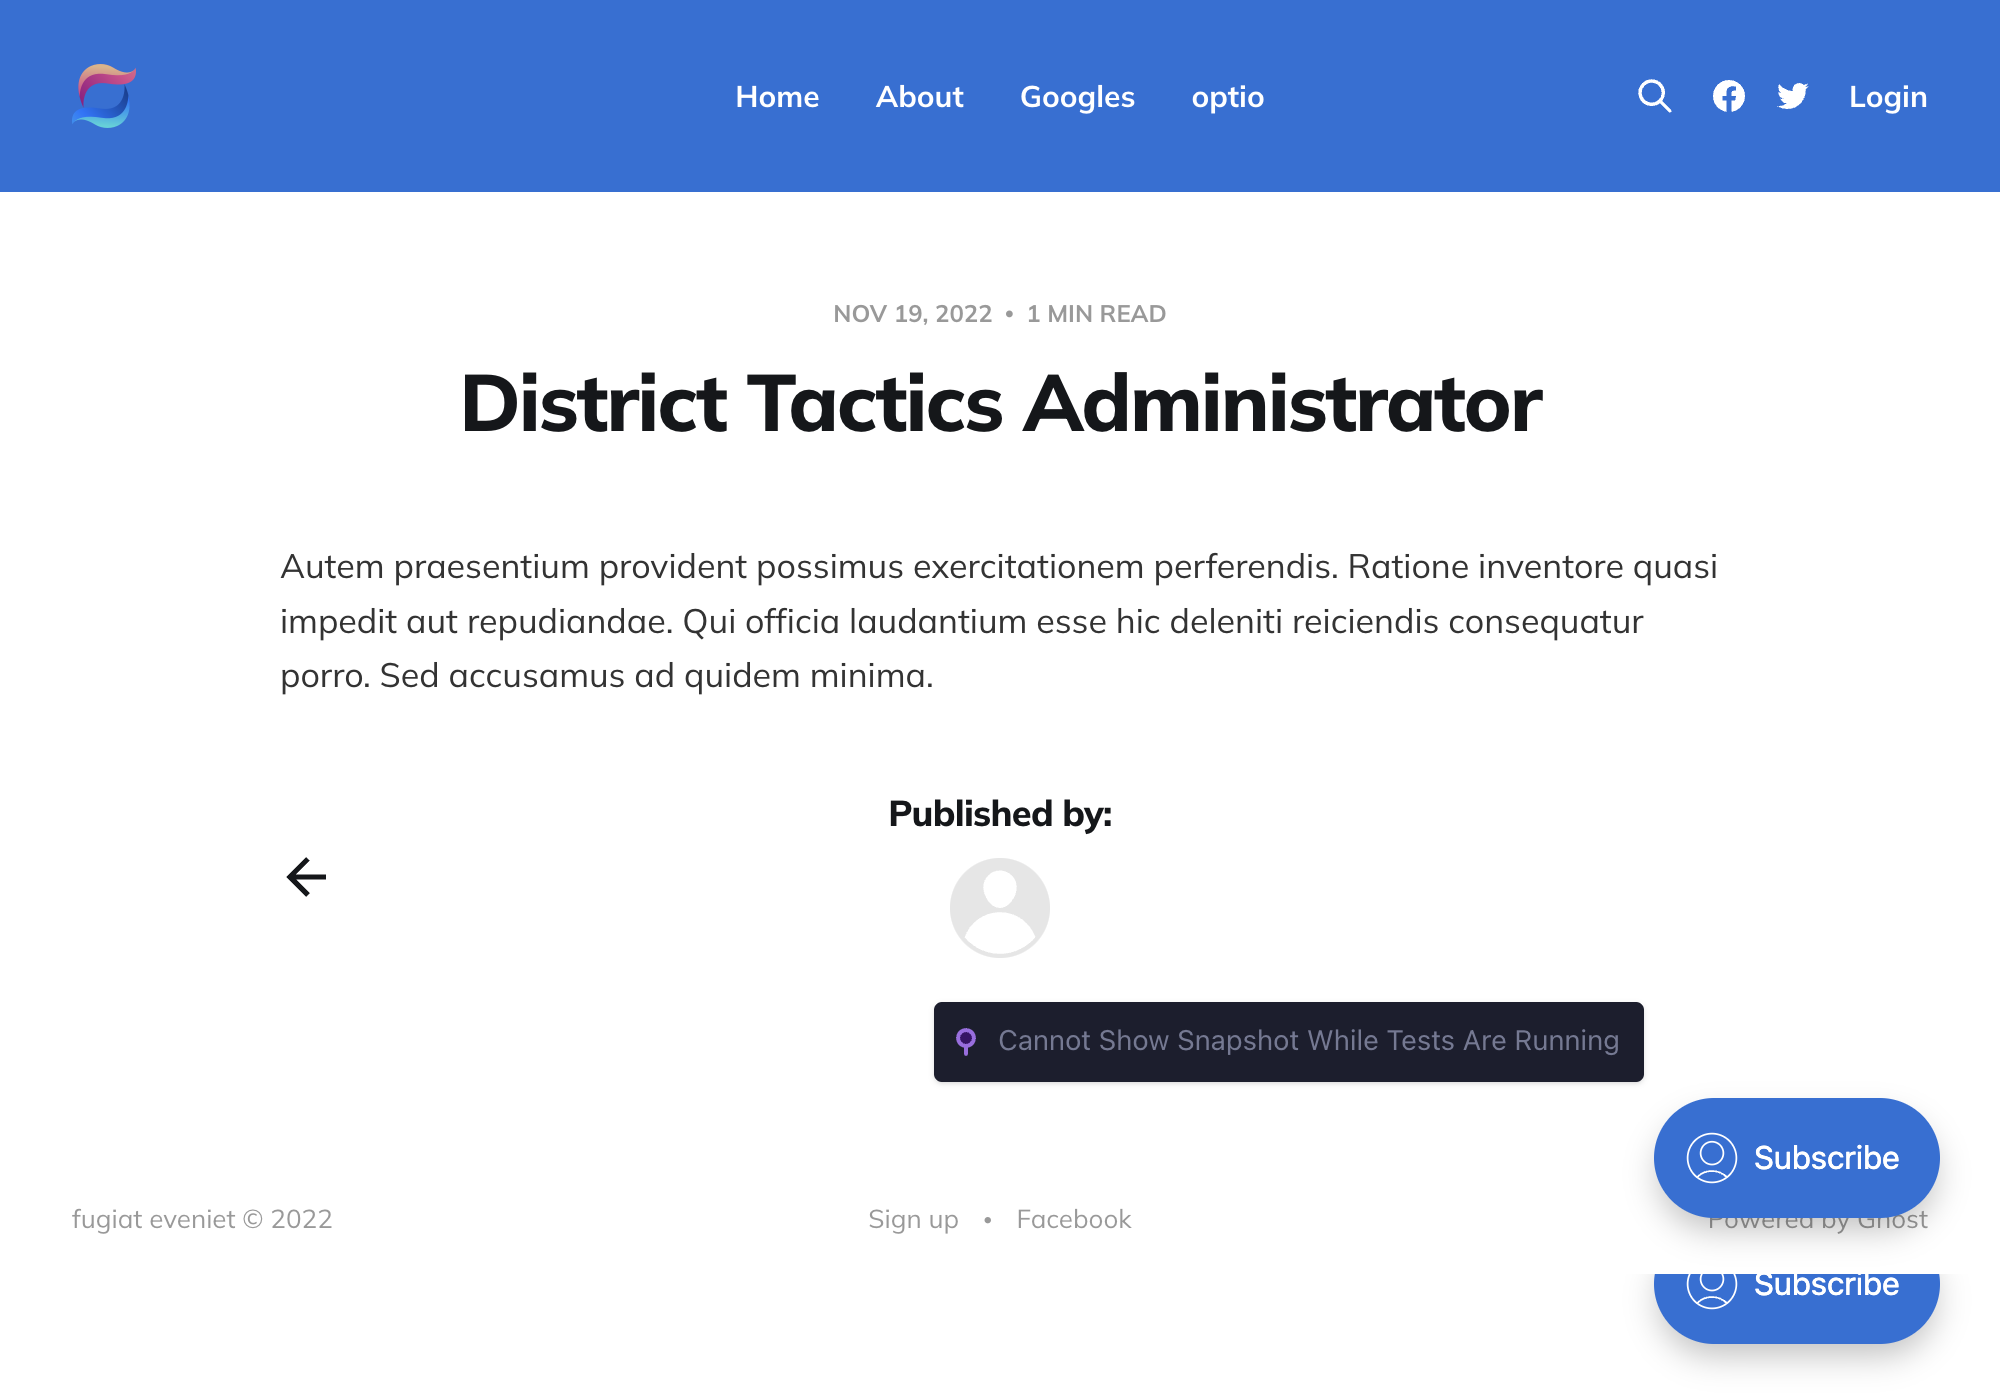 Home About Googles optio Login
NOV 19, 2022 • 1 MIN READ
District Tactics Administrator
Autem praesentium provident possimus exercitationem perferendis. Ratione inventore quasi
impedit aut repudiandae. Qui officia laudantium esse hic deleniti reiciendis consequatur
porro. Sed accusamus ad quidem minima.
Published by:
Cannot Show Snapshot While Tests Are Running
Subscribe
fugiat eveniet © 2022
Sign up • Facebook
Powered by Ghost
Subscribe